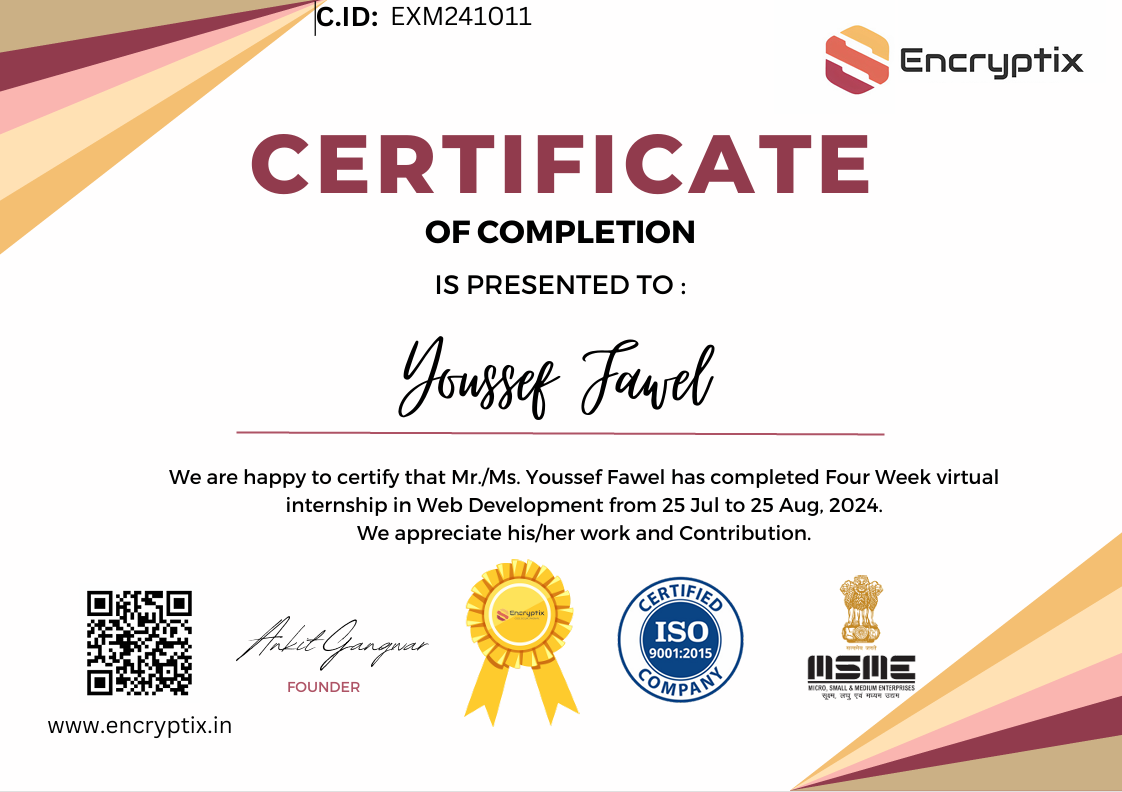 C.ID: EXM241011
Encryptix
CERTIFICATE
OF COMPLETION
IS PRESENTED TO :
Youssef Fawel
We are happy to certify that Mr./Ms. Youssef Fawel has completed Four Week virtual
internship in Web Development from 25 Jul to 25 Aug, 2024.
We appreciate his/her work and Contribution.
Ankit Gangwar
FOUNDER
www.encryptix.in
Encryptix
CERTIFIED
ISO
9001:2015
COMPANY
सत्यमेव जयते
MSME
MICRO, SMALL & MEDIUM ENTERPRISES
सूक्ष्म, लघु एवं मध्यम उद्यम